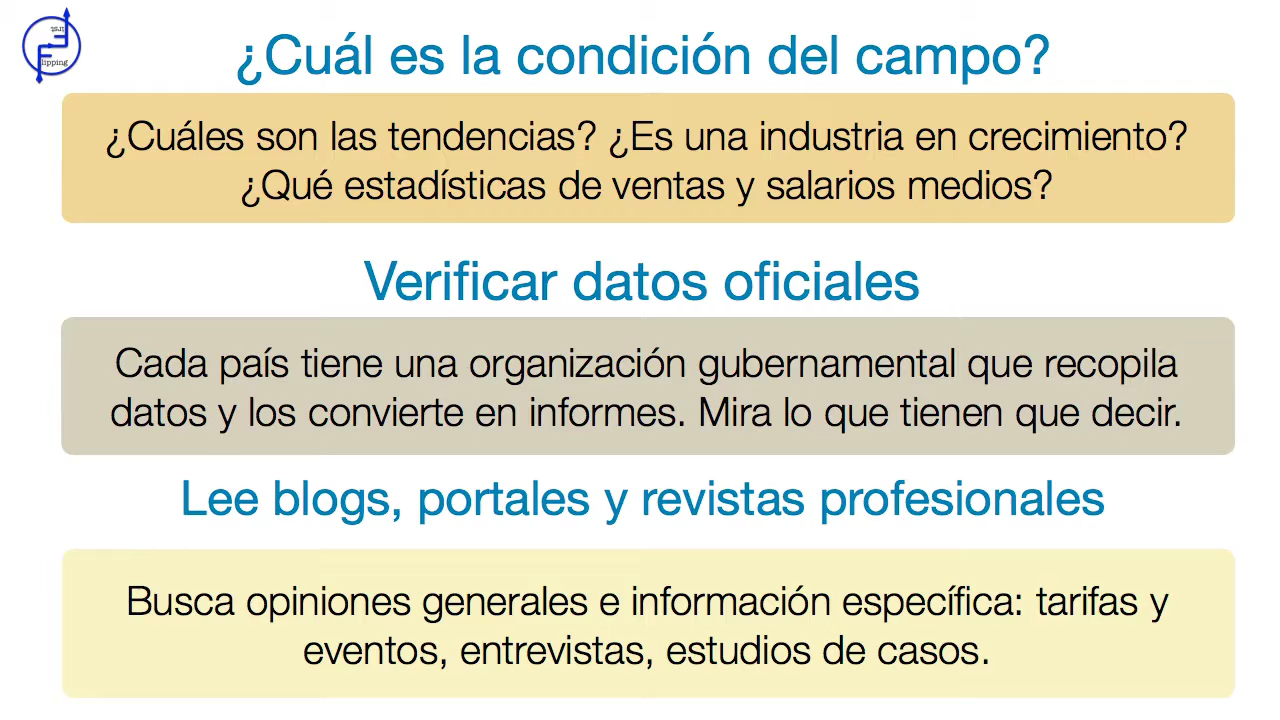 First
Flipping
¿Cuál es la condición del campo?
¿Cuáles son las tendencias? ¿Es una industria en crecimiento?
¿Qué estadísticas de ventas y salarios medios?
Verificar datos oficiales
Cada país tiene una organización gubernamental que recopila
datos y los convierte en informes. Mira lo que tienen que decir.
Lee blogs, portales y revistas profesionales
Busca opiniones generales e información específica: tarifas y
eventos, entrevistas, estudios de casos.